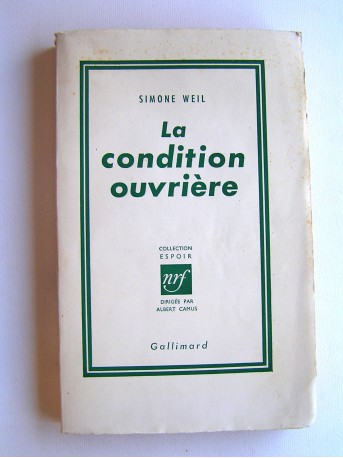 SIMONE WEIL
La
condition
ouvrière
COLLECTION
ESPOIR
nrf
DIRIGÉE PAR
ALBERT CAMUS
Gallimard